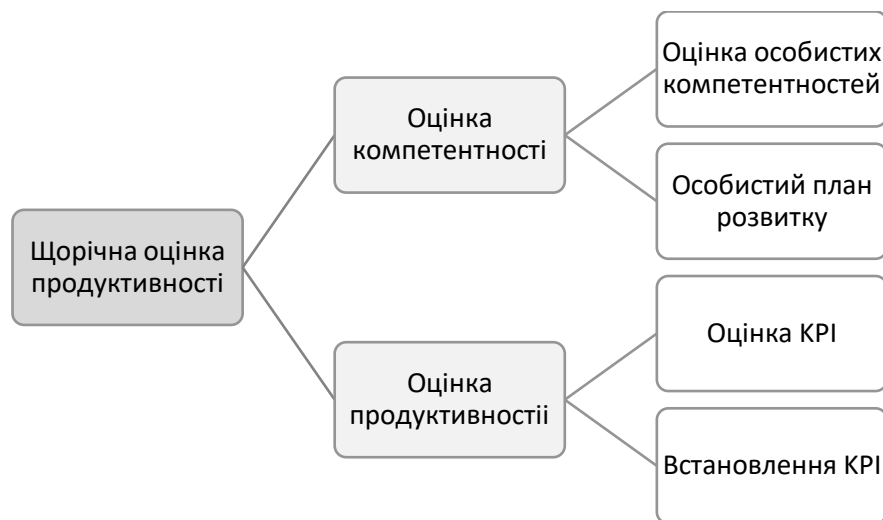 Щорічна оцінка
продуктивності
Оцінка
компетентності
Оцінка особистих
компетентностей
Особистий план
розвитку
Оцінка
продуктивностіі
Оцінка KPI
Встановлення KPI